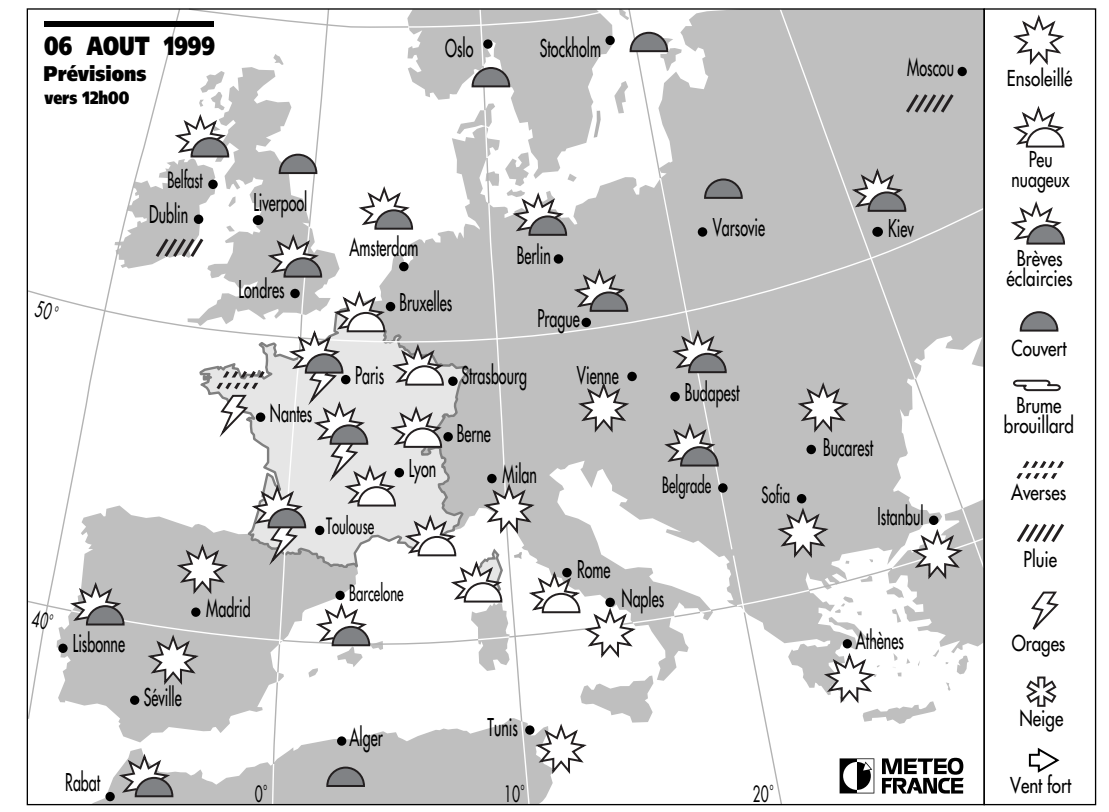 06 AOUT 1999
Prévisions
vers 12h00
Oslo
Stockholm
Moscou
Belfast
Dublin
Liverpool
Londres
Amsterdam
Bruxelles
Berlin
Varsovie
Kiev
Prague
50°
Paris
Strasbourg
Vienne
Budapest
Nantes
Berne
Bucarest
Lyon
Milan
Belgrade
Sofia
Istanbul
Toulouse
Rome
Naples
Madrid
Barcelone
40°
Lisbonne
Athènes
Séville
Tunis
Alger
Rabat
0°
10°
20°
METEO
FRANCE
Ensoleillé
Peu
nuageux
Brèves
éclaircies
Couvert
Brume
brouillard
Averses
Pluie
Orages
Neige
Vent fort